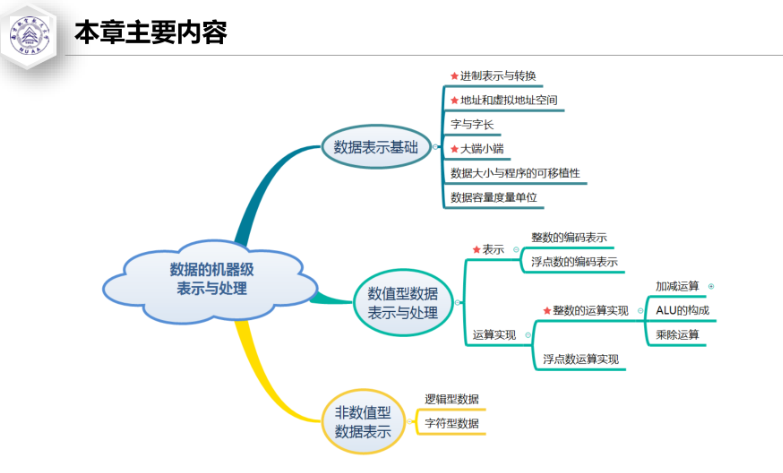 本章主要内容
NUAA
★进制表示与转换
★地址和虚拟地址空间
字与字长
★大端小端
数据大小与程序的可移植性
数据容量度量单位
数据表示基础
数据的机器级
表示与处理
数值型数据
表示与处理
★表示
整数的编码表示
浮点数的编码表示
运算实现
★整数的运算实现
加减运算
ALU的构成
乘除运算
浮点数运算实现
非数值型
数据表示
逻辑型数据
字符型数据